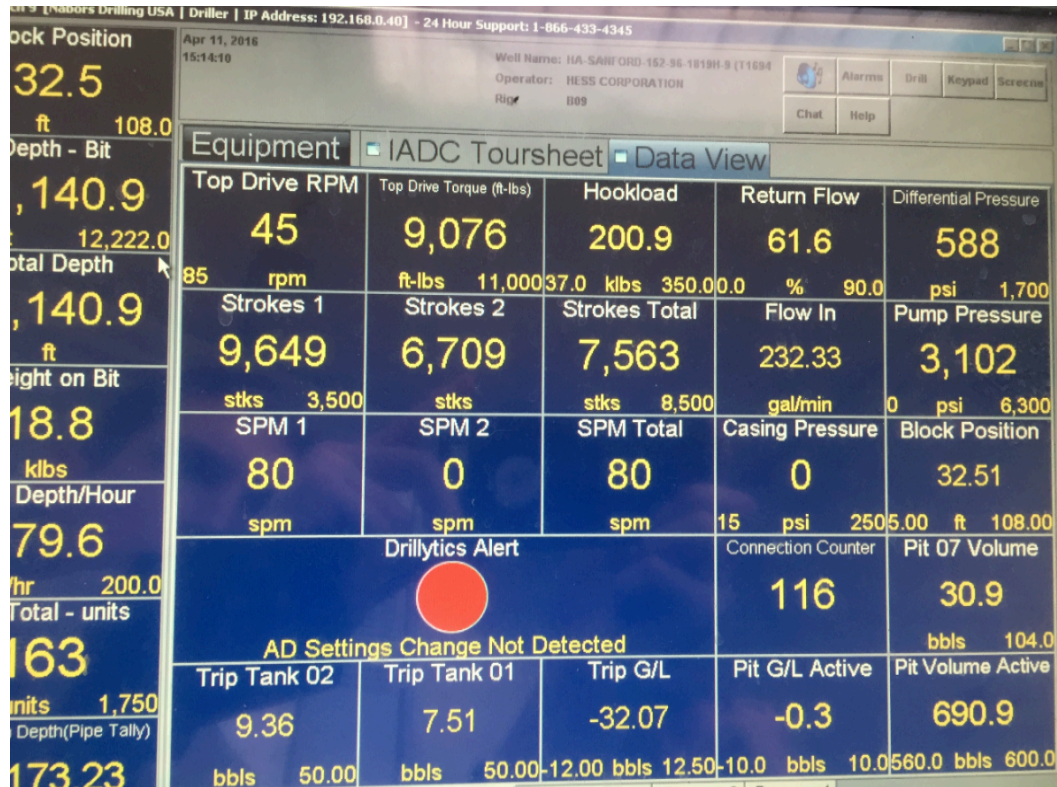 [Nabors Drilling USA | Driller | IP Address: 192.168.0.40] - 24 Hour Support: 1-866-433-4345
Apr 11, 2016
15:14:10
Well Name: HA-SANFORD-152-96-1819H-9 (T1694
Operator: HESS CORPORATION
Rig B09
Alarms Drill Keypad Screens
Chat Help
Equipment IADC Toursheet Data View
ock Position
32.5
ft 108.0
Depth - Bit
,140.9
12,222.0
otal Depth
,140.9
ft
eight on Bit
18.8
klbs
Depth/Hour
79.6
/hr 200.0
Total - units
163
units 1,750
Depth(Pipe Tally)
173.23
Top Drive RPM Top Drive Torque (ft-lbs) Hookload Return Flow Differential Pressure
45 9,076 200.9 61.6 588
85 rpm ft-lbs 11,000 37.0 klbs 350.0 0.0 % 90.0 psi 1,700
Strokes 1 Strokes 2 Strokes Total Flow In Pump Pressure
9,649 6,709 7,563 232.33 3,102
stks 3,500 stks stks 8,500 gal/min 0 psi 6,300
SPM 1 SPM 2 SPM Total Casing Pressure Block Position
80 0 80 0 32.51
spm spm spm 15 psi 250 5.00 ft 108.00
Drillytics Alert Connection Counter Pit 07 Volume
116 30.9
AD Settings Change Not Detected bbls 104.0
Trip Tank 02 Trip Tank 01 Trip G/L Pit G/L Active Pit Volume Active
9.36 7.51 -32.07 -0.3 690.9
bbls 50.00 bbls 50.00 -12.00 bbls 12.50 -10.0 bbls 10.0 560.0 bbls 600.0